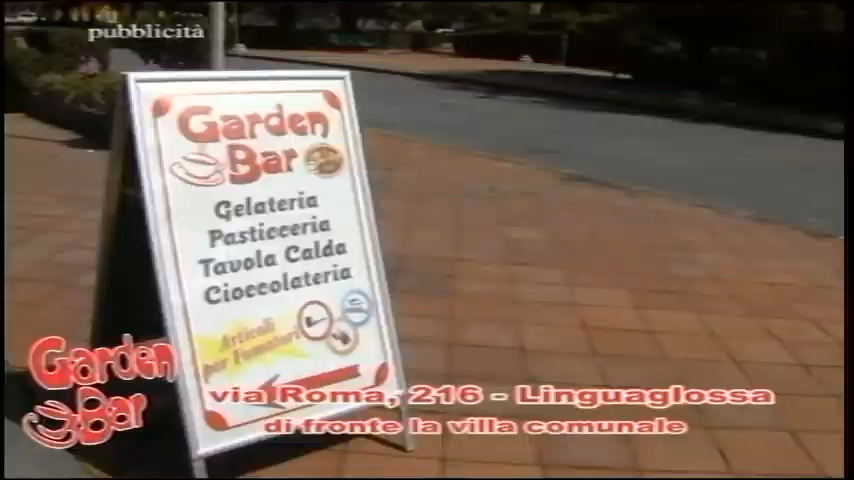 pubblicità
Garden
Bar
Gelateria
Pasticceria
Tavola Calda
Cioccolateria
Articoli
per Fumatori
Garden
Bar
via Roma, 216 - Linguaglossa
di fronte la villa comunale